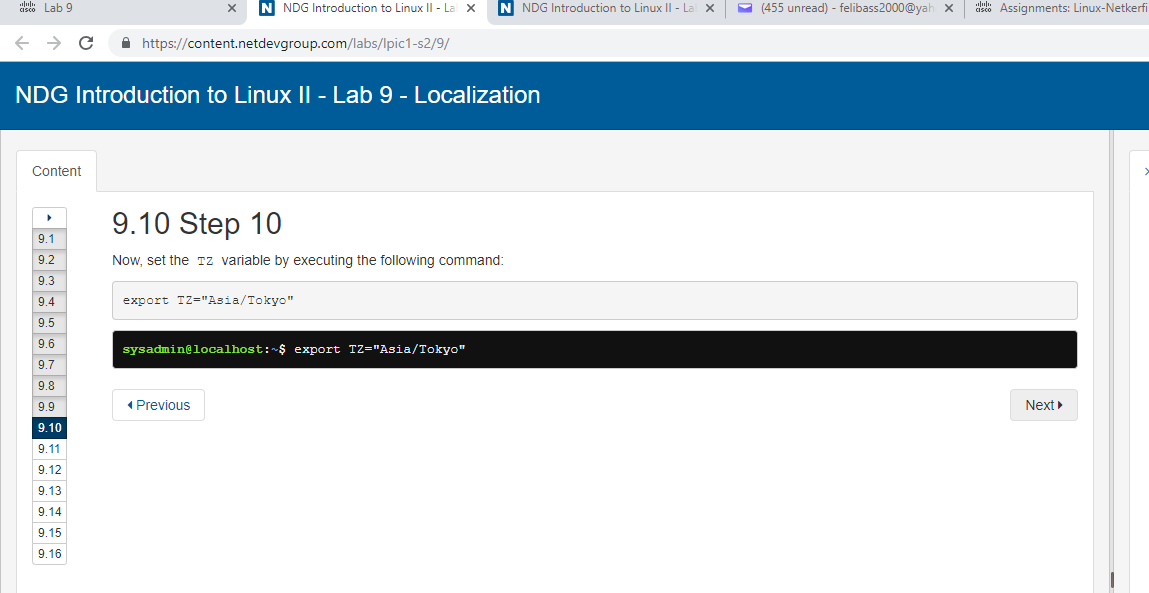 Lab 9
NDG Introduction to Linux II - La
NDG Introduction to Linux II - La
(455 unread) - felibass2000@yah
Assignments: Linux-Netkerfi
https://content.netdevgroup.com/labs/lpic1-s2/9/
NDG Introduction to Linux II - Lab 9 - Localization
Content
9.1
9.2
9.3
9.4
9.5
9.6
9.7
9.8
9.9
9.10
9.11
9.12
9.13
9.14
9.15
9.16
9.10 Step 10
Now, set the TZ variable by executing the following command:
export TZ="Asia/Tokyo"
sysadmin@localhost:~$ export TZ="Asia/Tokyo"
Previous
Next